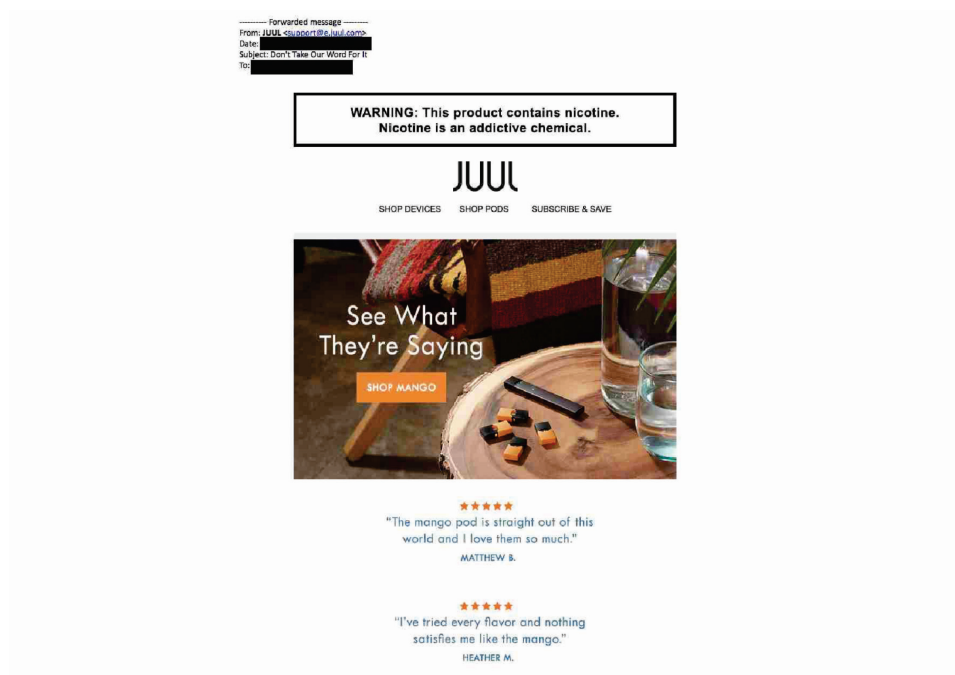 ---------- Forwarded message ---------
From: JUUL <support@e.juul.com>
Date:
Subject: Don't Take Our Word For It
To:
WARNING: This product contains nicotine.
Nicotine is an addictive chemical.
JUUL
SHOP DEVICES SHOP PODS SUBSCRIBE & SAVE
See What
They're Saying
SHOP MANGO
"The mango pod is straight out of this
world and I love them so much."
MATTHEW B.
"I've tried every flavor and nothing
satisfies me like the mango."
HEATHER M.